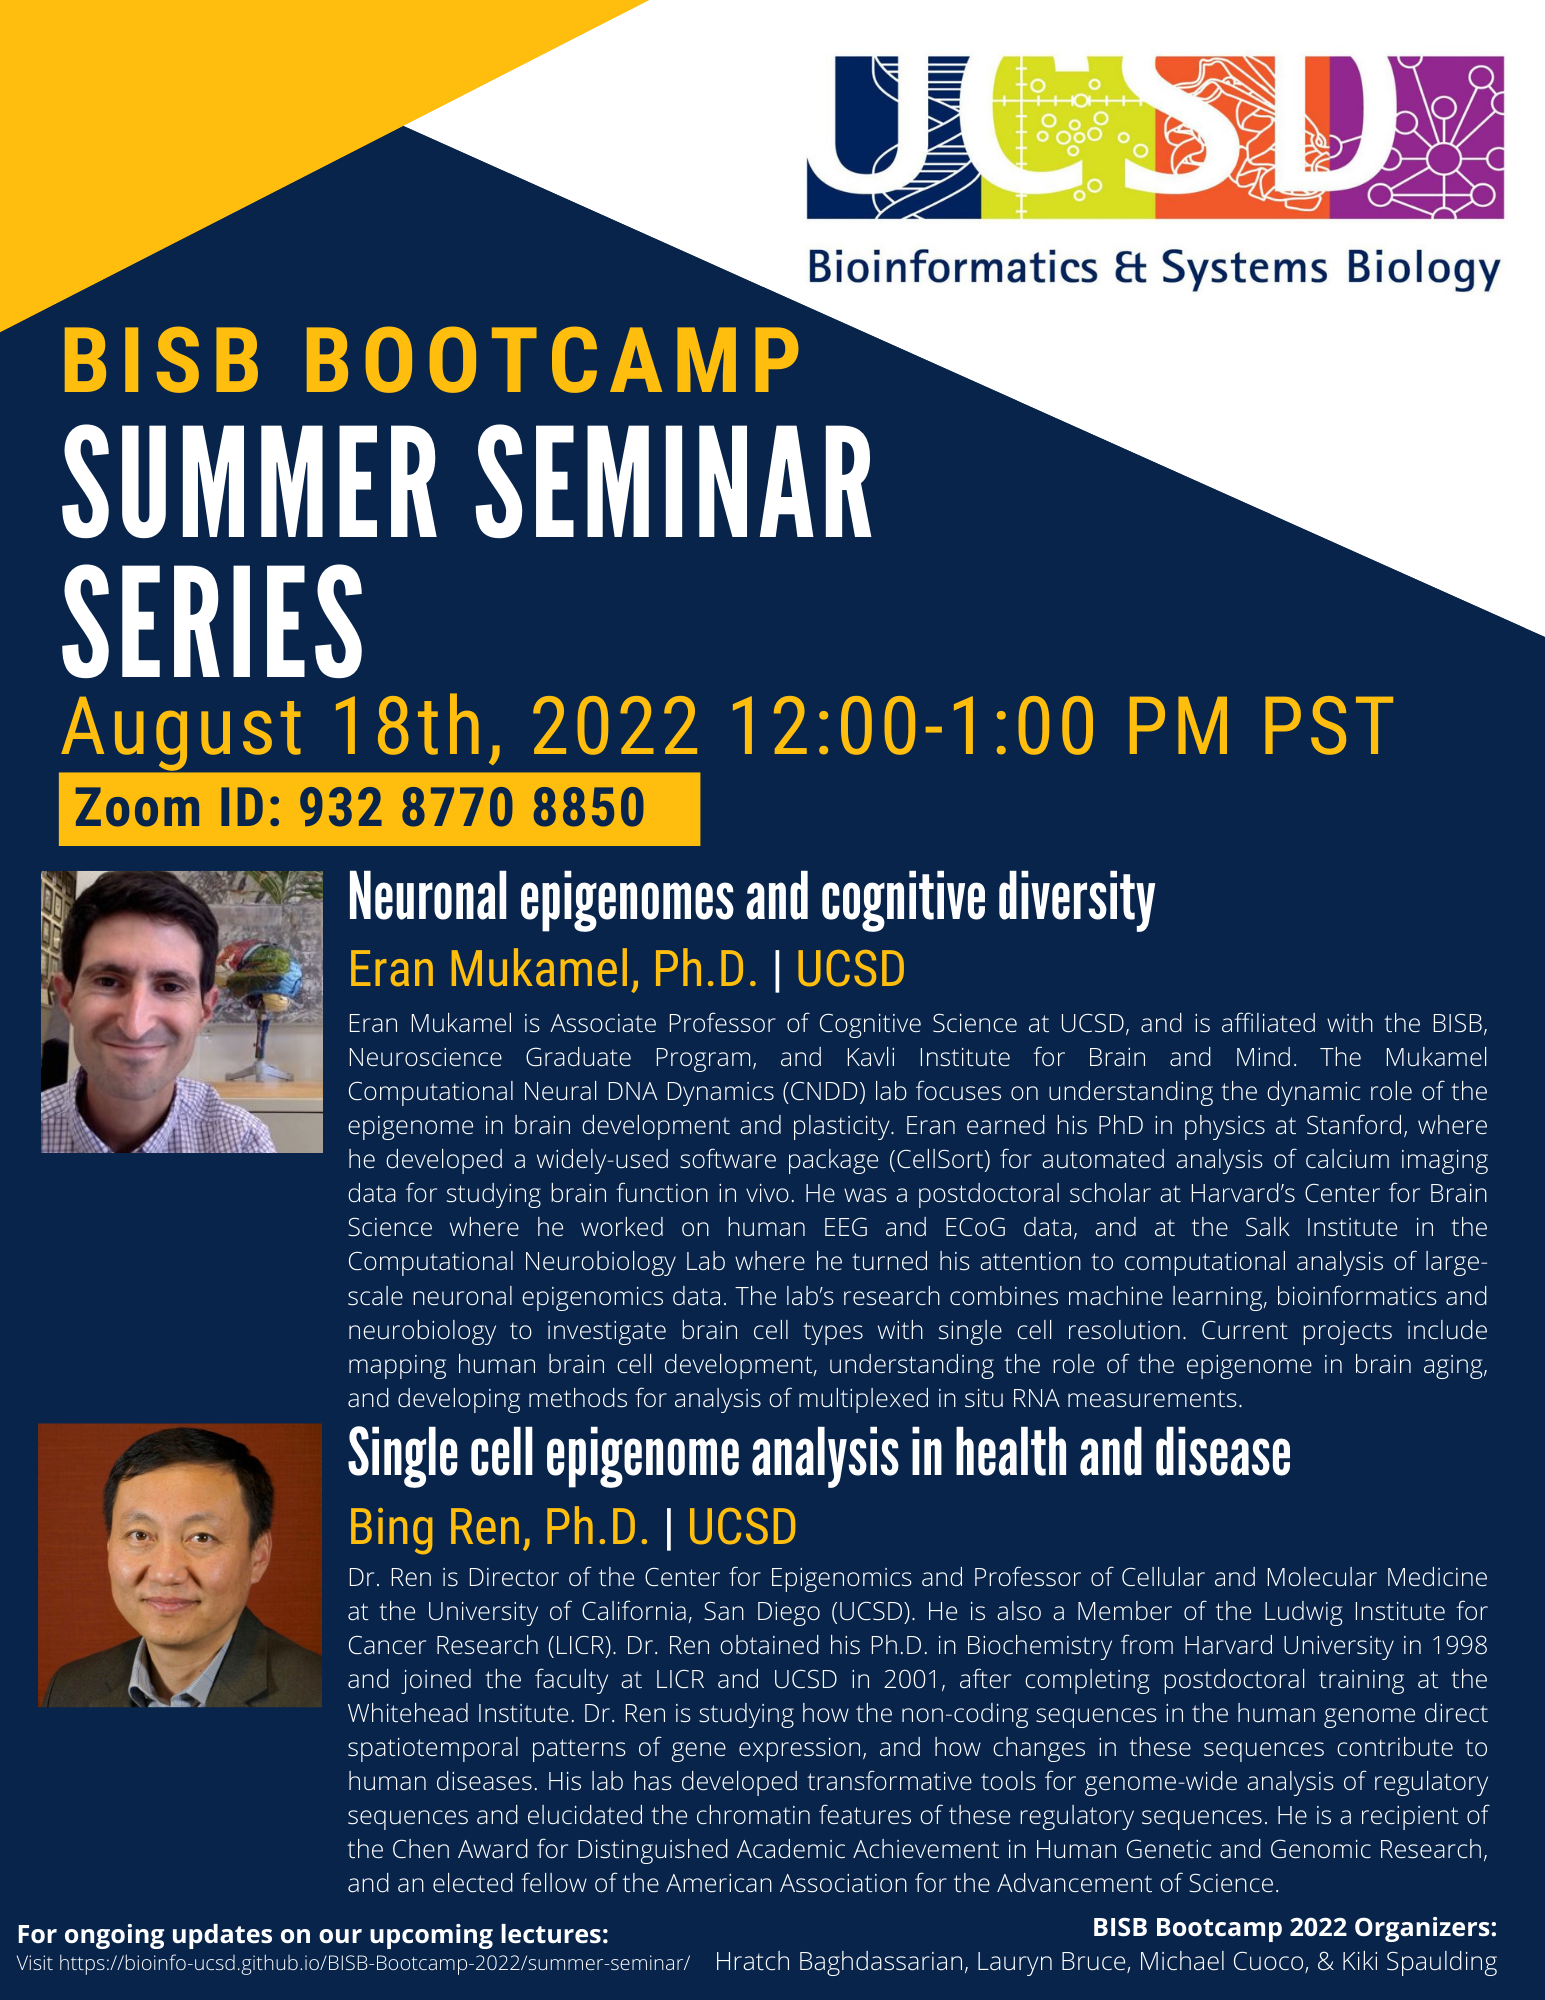 UCSD
Bioinformatics & Systems Biology
BISB BOOTCAMP
SUMMER SEMINAR
SERIES
August 18th, 2022 12:00-1:00 PM PST
Zoom ID: 932 8770 8850
Neuronal epigenomes and cognitive diversity
Eran Mukamel, Ph.D. | UCSD
Eran Mukamel is Associate Professor of Cognitive Science at UCSD, and is affiliated with the BISB,
Neuroscience Graduate Program, and Kavli Institute for Brain and Mind. The Mukamel
Computational Neural DNA Dynamics (CNDD) lab focuses on understanding the dynamic role of the
epigenome in brain development and plasticity. Eran earned his PhD in physics at Stanford, where
he developed a widely-used software package (CellSort) for automated analysis of calcium imaging
data for studying brain function in vivo. He was a postdoctoral scholar at Harvard’s Center for Brain
Science where he worked on human EEG and ECoG data, and at the Salk Institute in the
Computational Neurobiology Lab where he turned his attention to computational analysis of large-
scale neuronal epigenomics data. The lab’s research combines machine learning, bioinformatics and
neurobiology to investigate brain cell types with single cell resolution. Current projects include
mapping human brain cell development, understanding the role of the epigenome in brain aging,
and developing methods for analysis of multiplexed in situ RNA measurements.
Single cell epigenome analysis in health and disease
Bing Ren, Ph.D. | UCSD
Dr. Ren is Director of the Center for Epigenomics and Professor of Cellular and Molecular Medicine
at the University of California, San Diego (UCSD). He is also a Member of the Ludwig Institute for
Cancer Research (LICR). Dr. Ren obtained his Ph.D. in Biochemistry from Harvard University in 1998
and joined the faculty at LICR and UCSD in 2001, after completing postdoctoral training at the
Whitehead Institute. Dr. Ren is studying how the non-coding sequences in the human genome direct
spatiotemporal patterns of gene expression, and how changes in these sequences contribute to
human diseases. His lab has developed transformative tools for genome-wide analysis of regulatory
sequences and elucidated the chromatin features of these regulatory sequences. He is a recipient of
the Chen Award for Distinguished Academic Achievement in Human Genetic and Genomic Research,
and an elected fellow of the American Association for the Advancement of Science.
For ongoing updates on our upcoming lectures:
Visit https://bioinfo-ucsd.github.io/BISB-Bootcamp-2022/summer-seminar/
BISB Bootcamp 2022 Organizers:
Hratch Baghdassarian, Lauryn Bruce, Michael Cuoco, & Kiki Spaulding